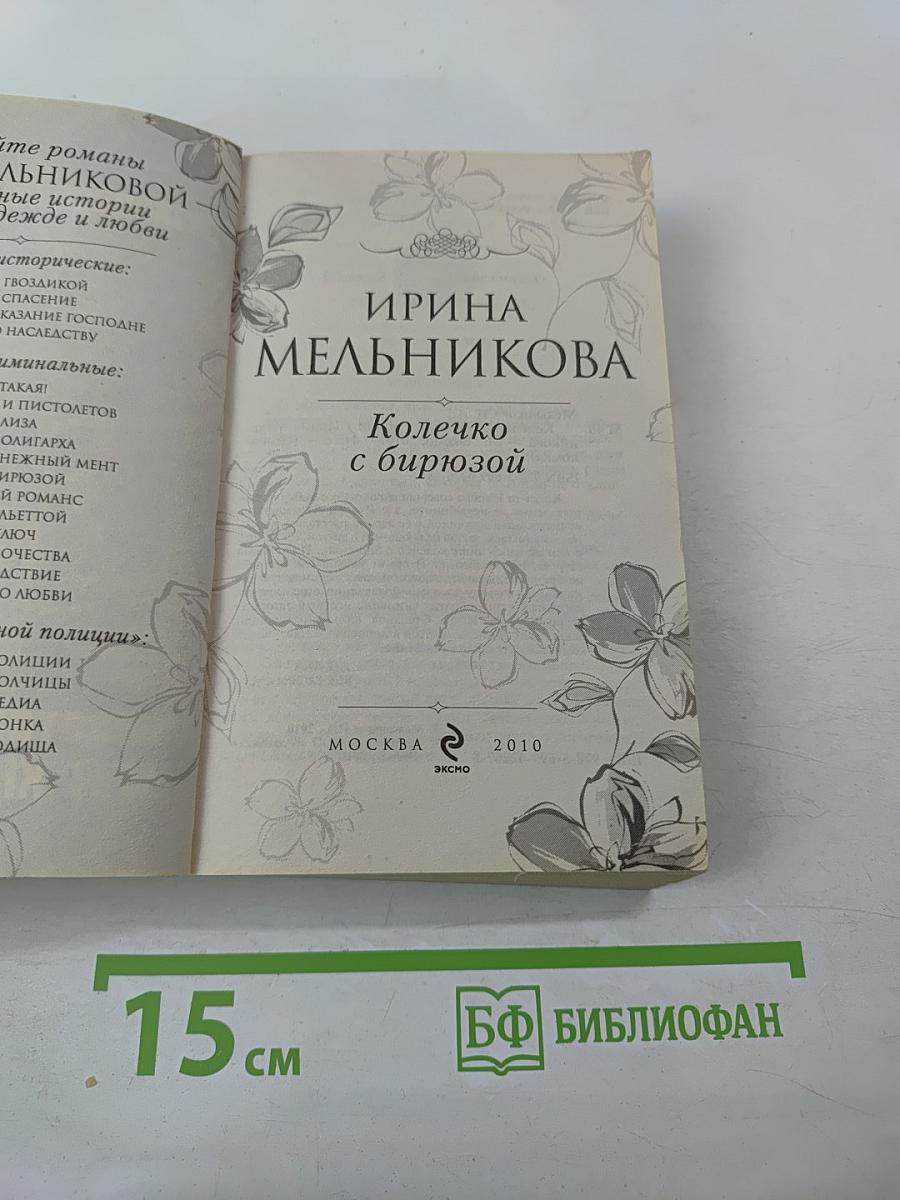 йте романы
ЛЬНИКОВОЙ
ные истории
дежде и любви
исторические:
ГВОЗДИКОЙ
СПАСЕНИЕ
КАЗАНИЕ ГОСПОДНЕ
О НАСЛЕДСТВУ
иминальные:
ТАКАЯ!
И ПИСТОЛЕТОВ
ЛИЗА
ОЛИГАРХА
НЕЖНЫЙ МЕНТ
ИРЮЗОЙ
Й РОМАНС
ЛЬЕТТОЙ
КЛЮЧ
ОЧЕСТВА
ДСТВИЕ
О ЛЮБВИ
ной полиции»:
ОЛИЦИИ
ОЛЧИЦЫ
ЕДИА
ОНКА
ОДИЩА
ИРИНА
МЕЛЬНИКОВА
Колечко
с бирюзой
МОСКВА ЭКСМО 2010
15 см
БФ БИБЛИОФАН